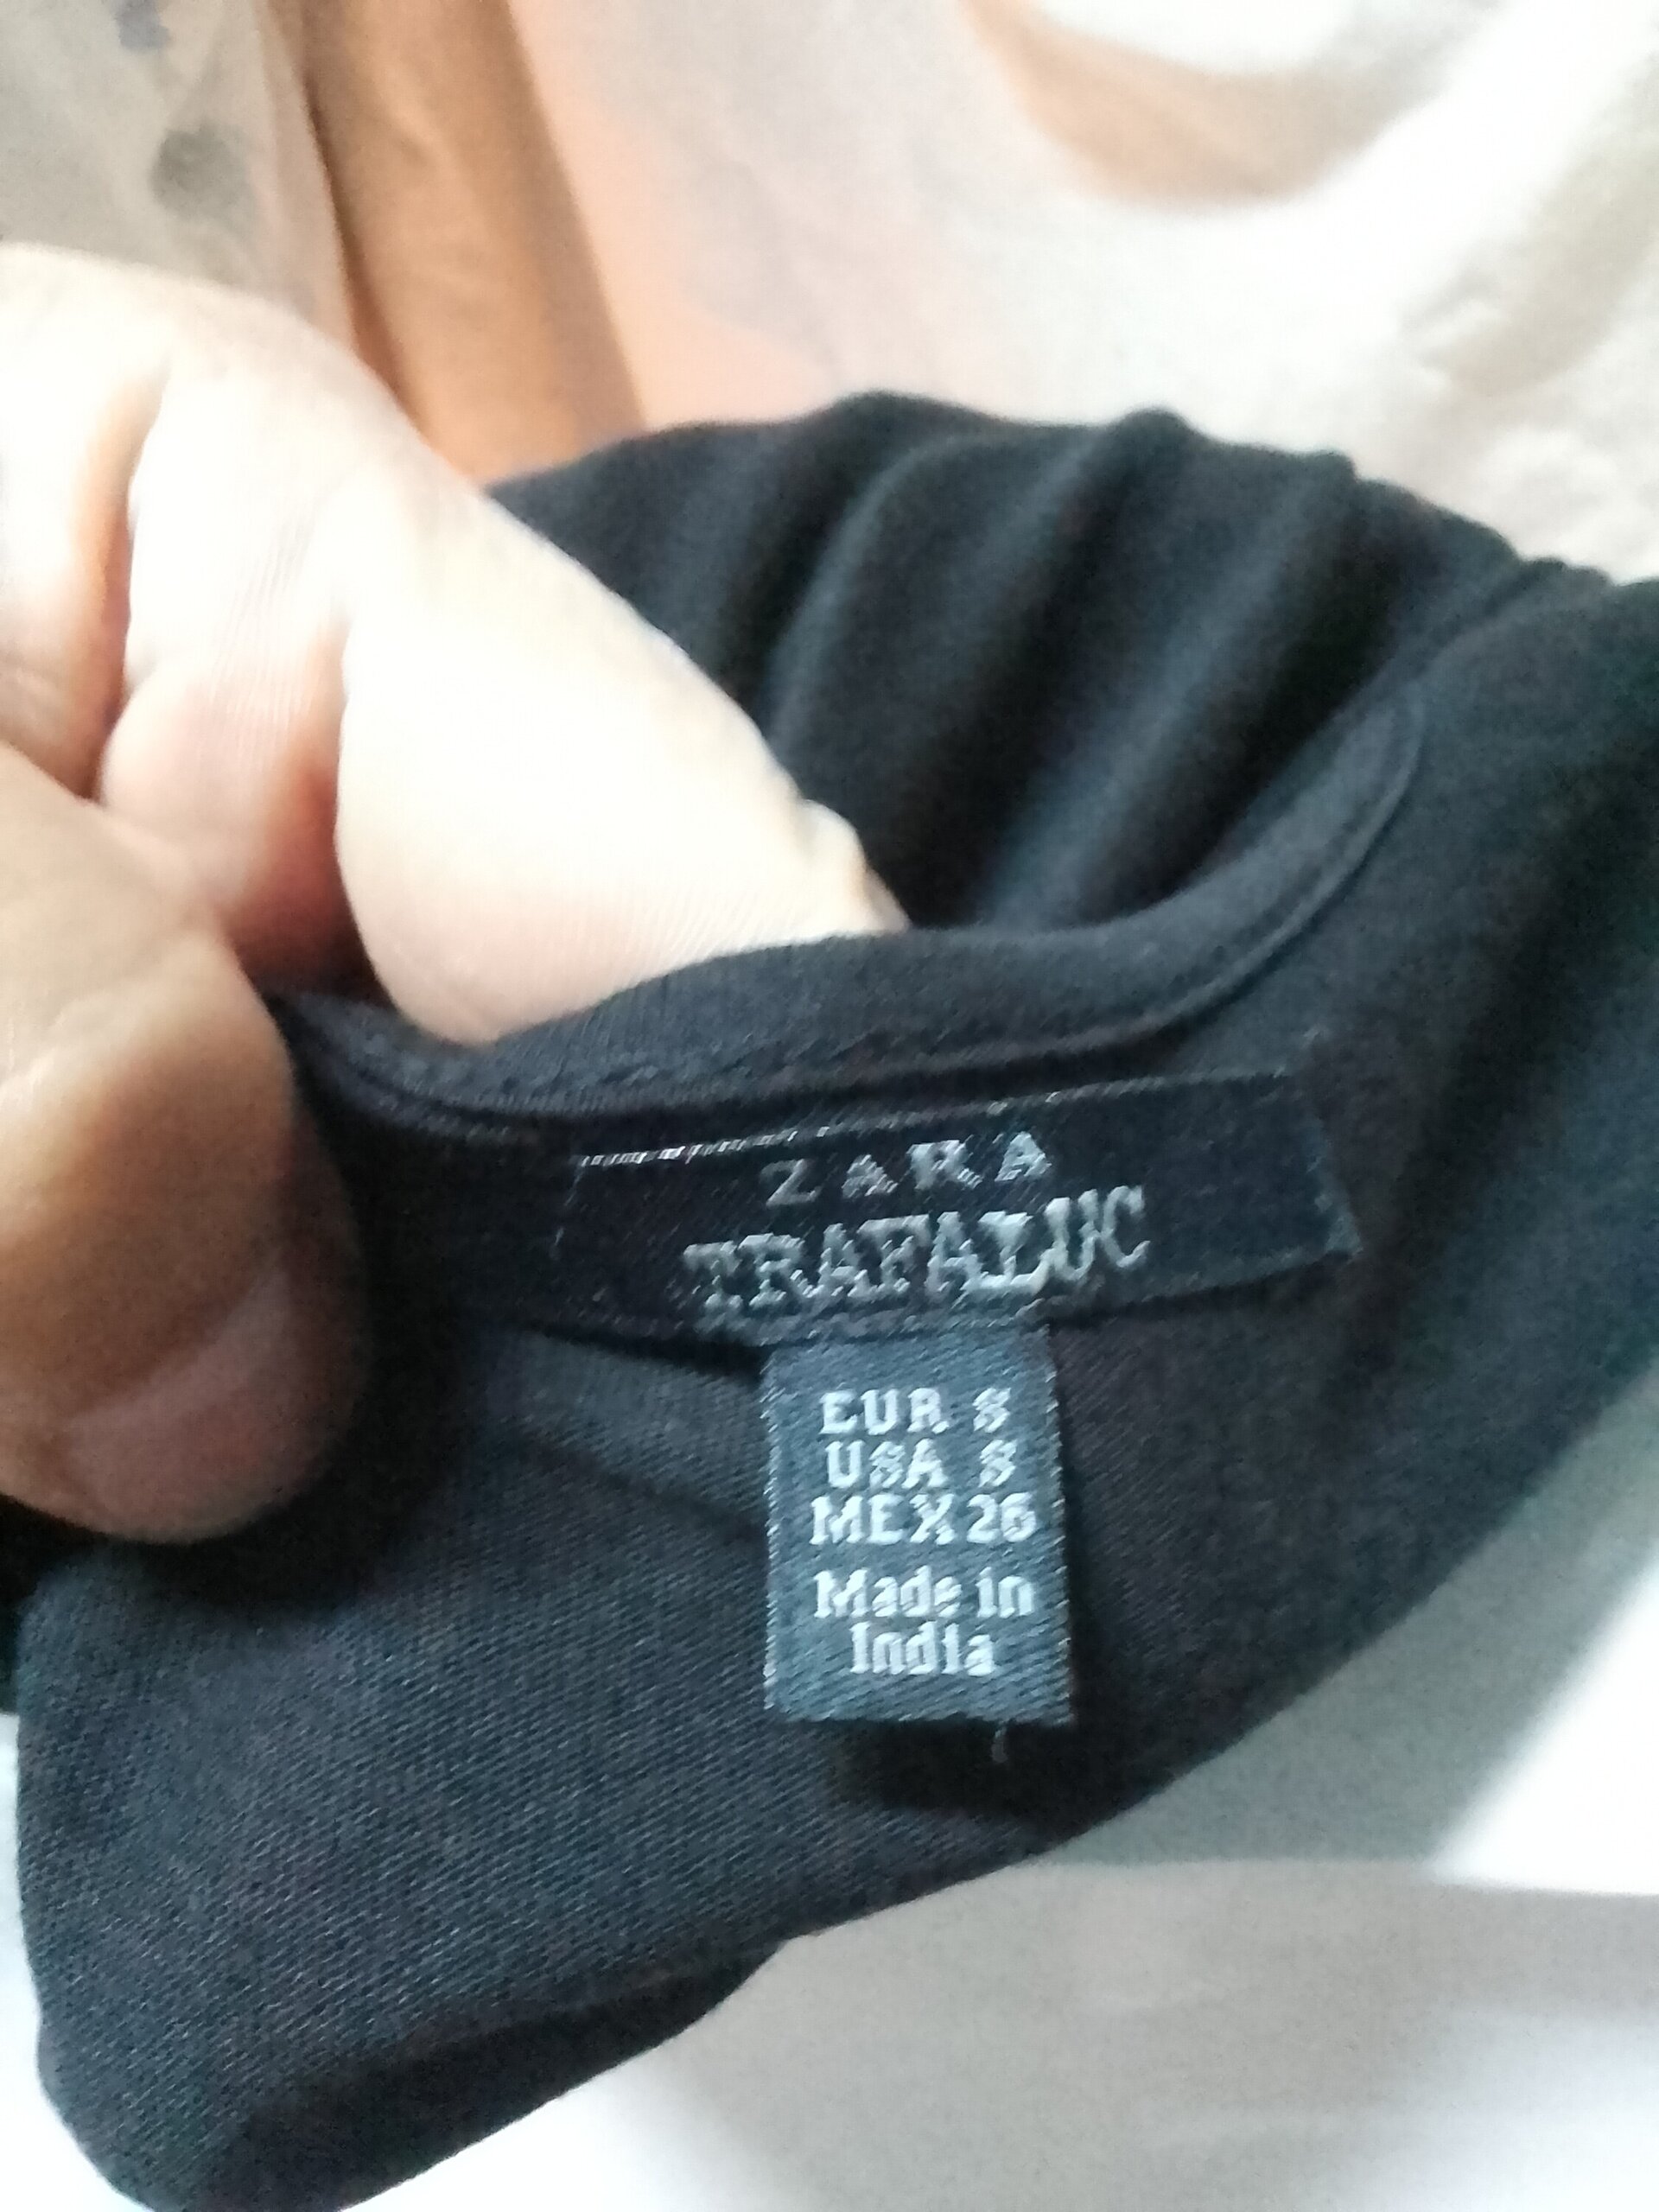 ZARA
TRAFALUC
EUR S
USA S
MEX 26
Made in
India